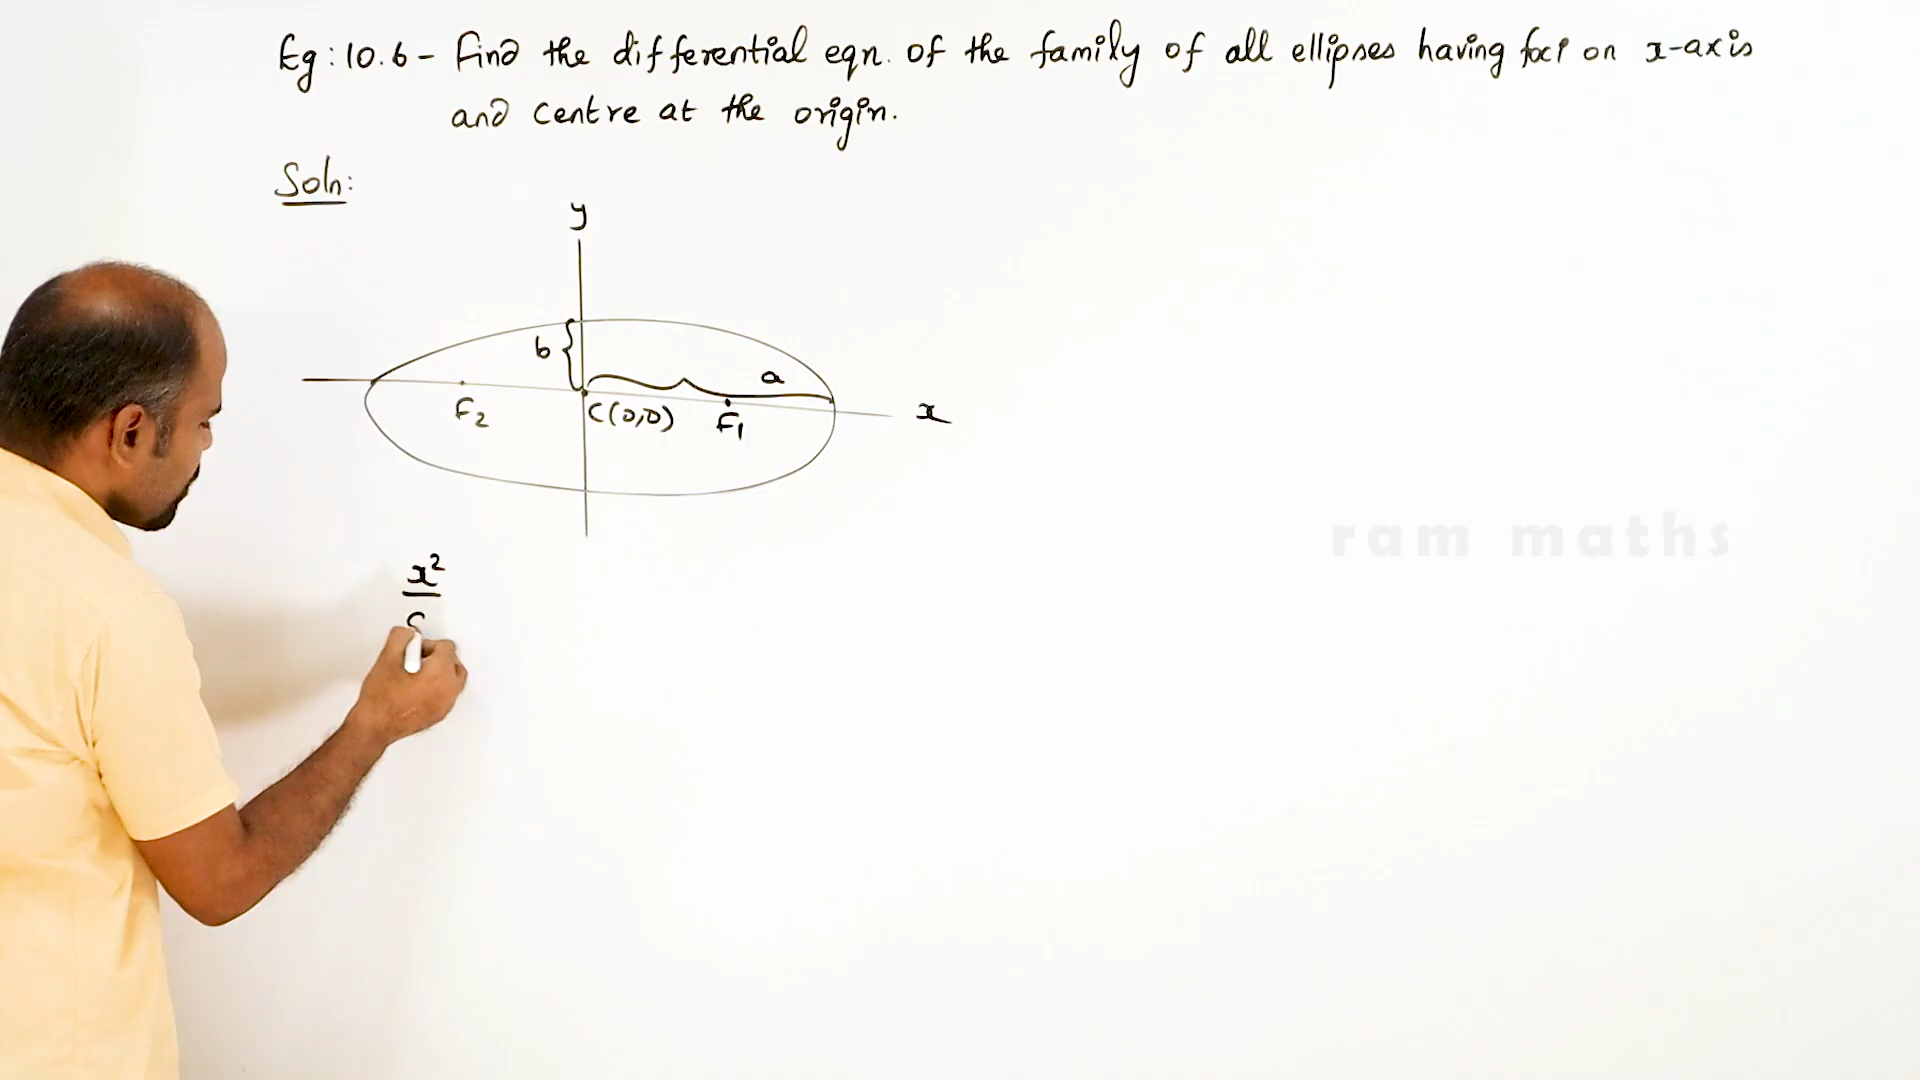 Eg: 10.6 - Find the differential eqn. of the family of all ellipses having foci on x-axis
and centre at the origin.
Soln:
y
b
a
F₂
C(0,0)
F₁
x
ram maths
x²